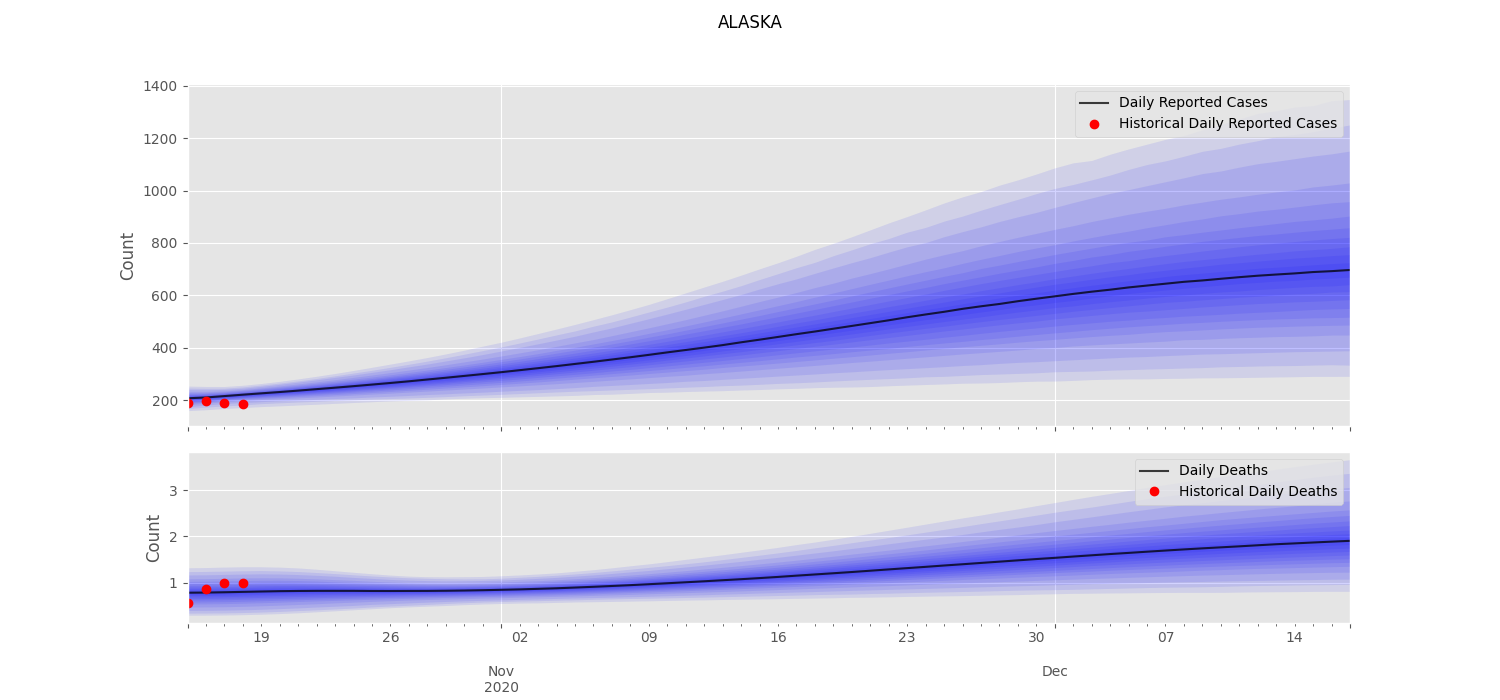 ALASKA
1400
1200
1000
800
600
400
200
Count
Daily Reported Cases
Historical Daily Reported Cases
3
2
1
Count
Daily Deaths
Historical Daily Deaths
19 26 02 09 16 23 30 07 14
Nov Dec
2020